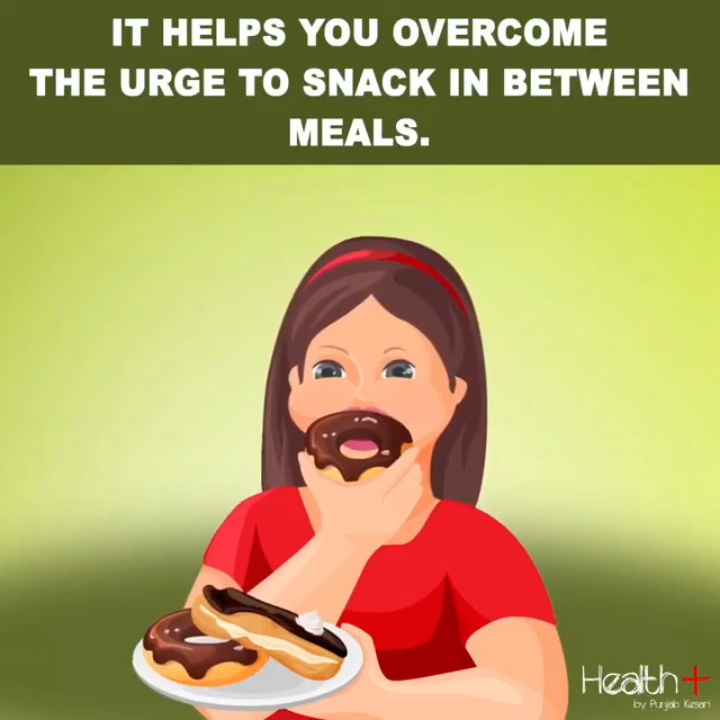 IT HELPS YOU OVERCOME
THE URGE TO SNACK IN BETWEEN
MEALS.
Health+
by Punjab Kesari